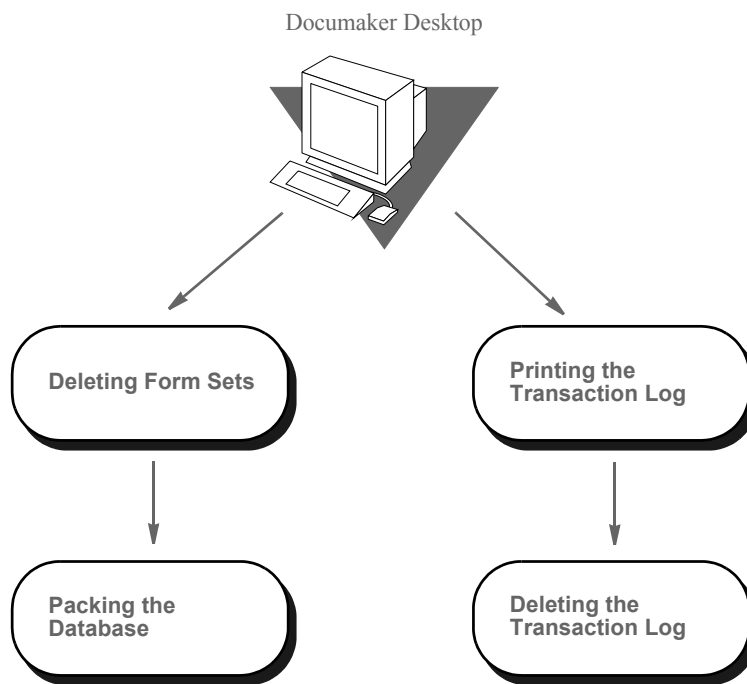 Documaker Desktop
Deleting Form Sets
Printing the
Transaction Log
Packing the
Database
Deleting the
Transaction Log